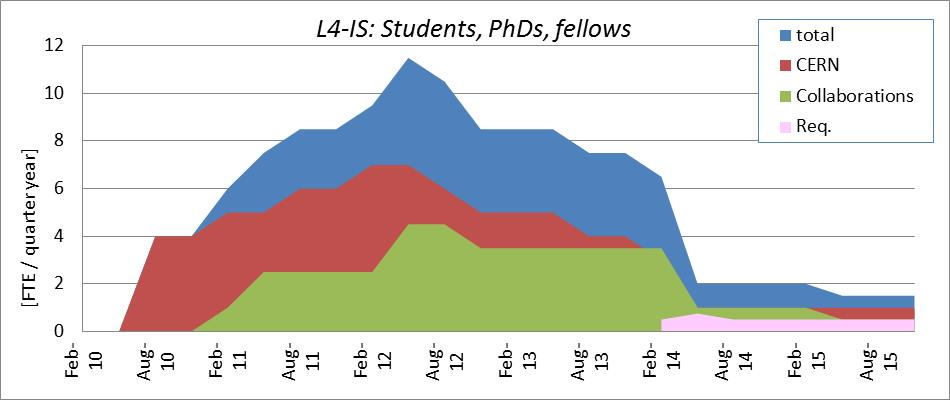 L4-IS: Students, PhDs, fellows
total
CERN
Collaborations
Req.
[FTE / quarter year]
12
10
8
6
4
2
0
Feb-10
Aug 10
Feb-11
Aug 11
Feb-12
Aug 12
Feb-13
Aug 13
Feb-14
Aug 14
Feb-15
Aug 15